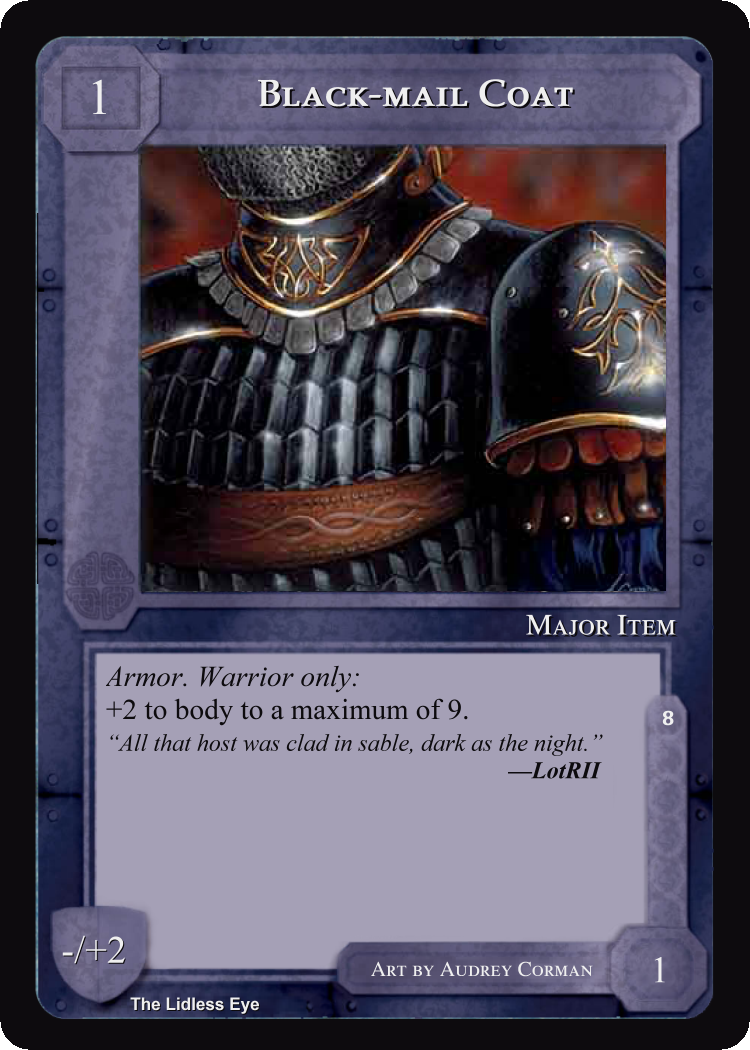 1
Black-mail Coat
Major Item
Armor. Warrior only:
+2 to body to a maximum of 9.
“All that host was clad in sable, dark as the night.”
—LotRII
8
-/+2
Art by Audrey Corman
1
The Lidless Eye